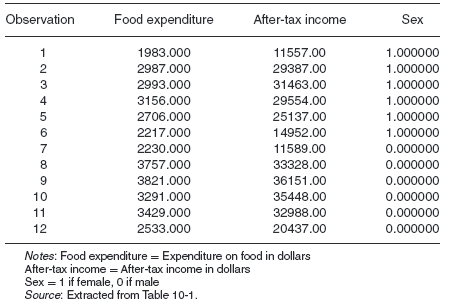 Observation Food expenditure After-tax income Sex
1 1983.000 11557.00 1.000000
2 2987.000 29387.00 1.000000
3 2993.000 31463.00 1.000000
4 3156.000 29554.00 1.000000
5 2706.000 25137.00 1.000000
6 2217.000 14952.00 1.000000
7 2230.000 11589.00 0.000000
8 3757.000 33328.00 0.000000
9 3821.000 36151.00 0.000000
10 3291.000 35448.00 0.000000
11 3429.000 32988.00 0.000000
12 2533.000 20437.00 0.000000
Notes: Food expenditure = Expenditure on food in dollars
After-tax income = After-tax income in dollars
Sex = 1 if female, 0 if male
Source: Extracted from Table 10-1.